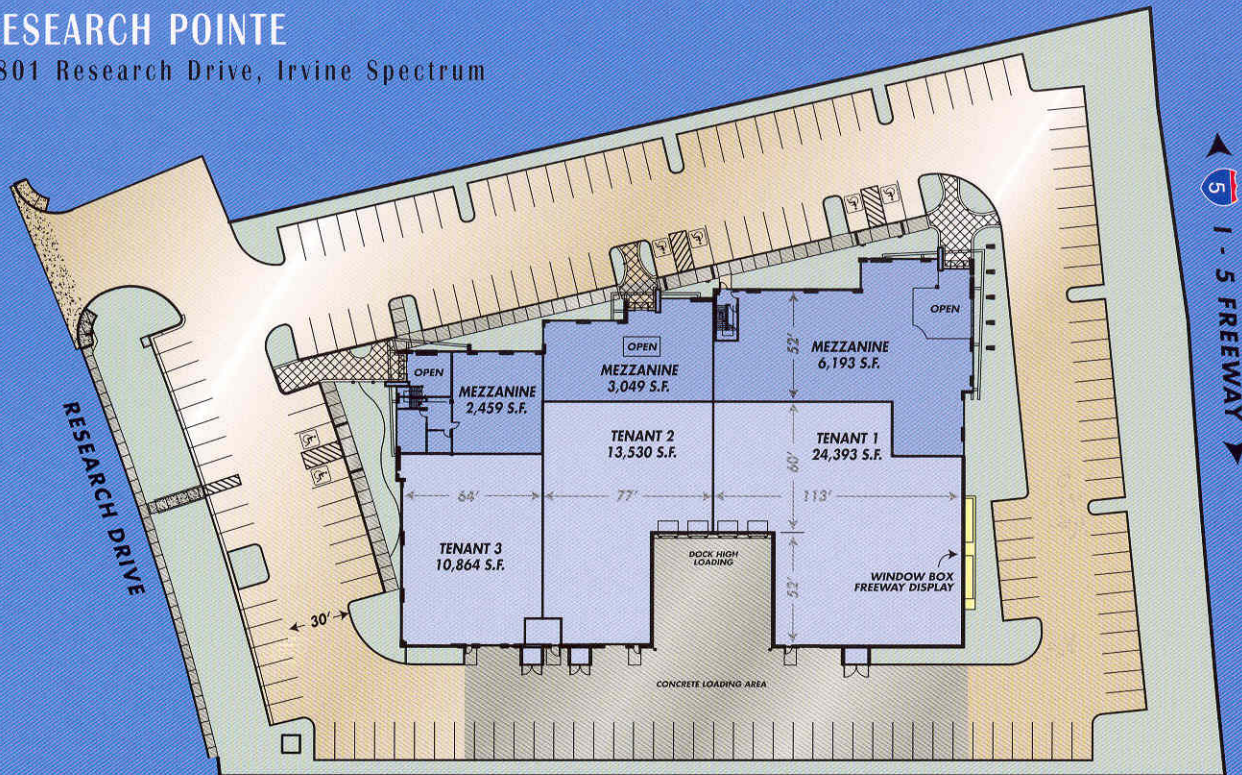 ESEARCH POINTE
801 Research Drive, Irvine Spectrum
5
I - 5 FREEWAY
OPEN
52'
MEZZANINE
6,193 S.F.
OPEN
MEZZANINE
3,049 S.F.
OPEN
MEZZANINE
2,459 S.F.
RESEARCH DRIVE
TENANT 2
13,530 S.F.
TENANT 1
24,393 S.F.
60'
64'
77'
113'
TENANT 3
10,864 S.F.
DOCK HIGH
LOADING
52'
WINDOW BOX
FREEWAY DISPLAY
30'
CONCRETE LOADING AREA